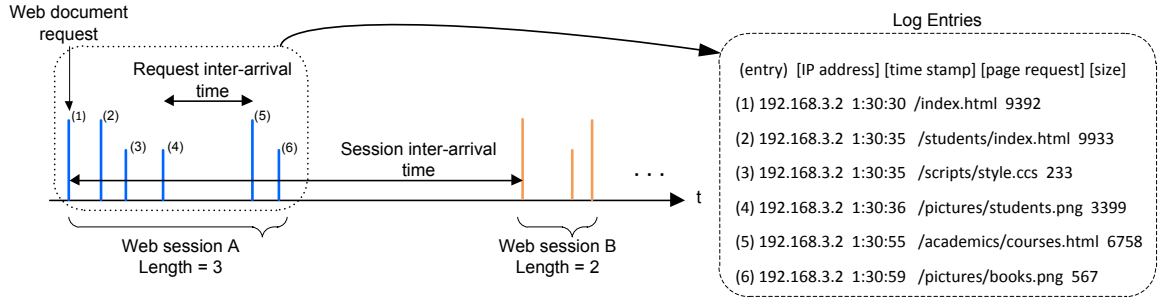 Web document
request
Request inter-arrival
time
(1)
(2)
(3)
(4)
(5)
(6)
Session inter-arrival
time
. . .
t
Web session A
Length = 3
Web session B
Length = 2
Log Entries
(entry) [IP address] [time stamp] [page request] [size]
(1) 192.168.3.2 1:30:30 /index.html 9392
(2) 192.168.3.2 1:30:35 /students/index.html 9933
(3) 192.168.3.2 1:30:35 /scripts/style.ccs 233
(4) 192.168.3.2 1:30:36 /pictures/students.png 3399
(5) 192.168.3.2 1:30:55 /academics/courses.html 6758
(6) 192.168.3.2 1:30:59 /pictures/books.png 567